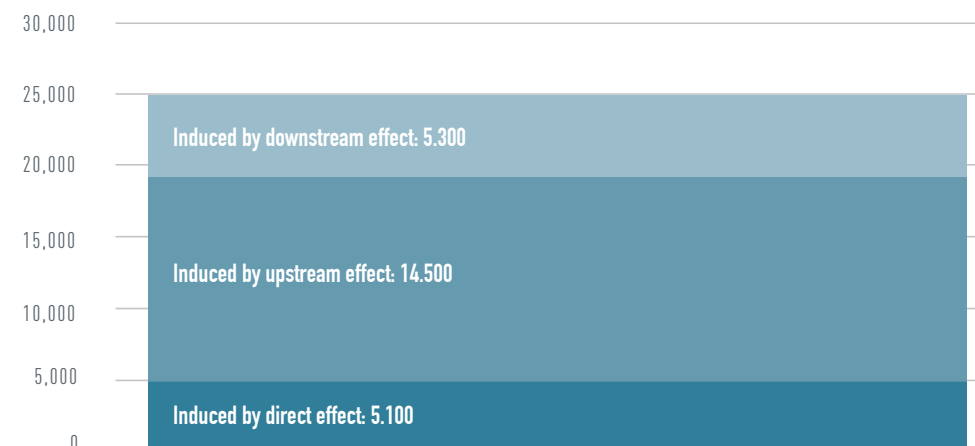 30,000
25,000
Induced by downstream effect: 5.300
20,000
15,000
Induced by upstream effect: 14.500
10,000
5,000
Induced by direct effect: 5.100
0